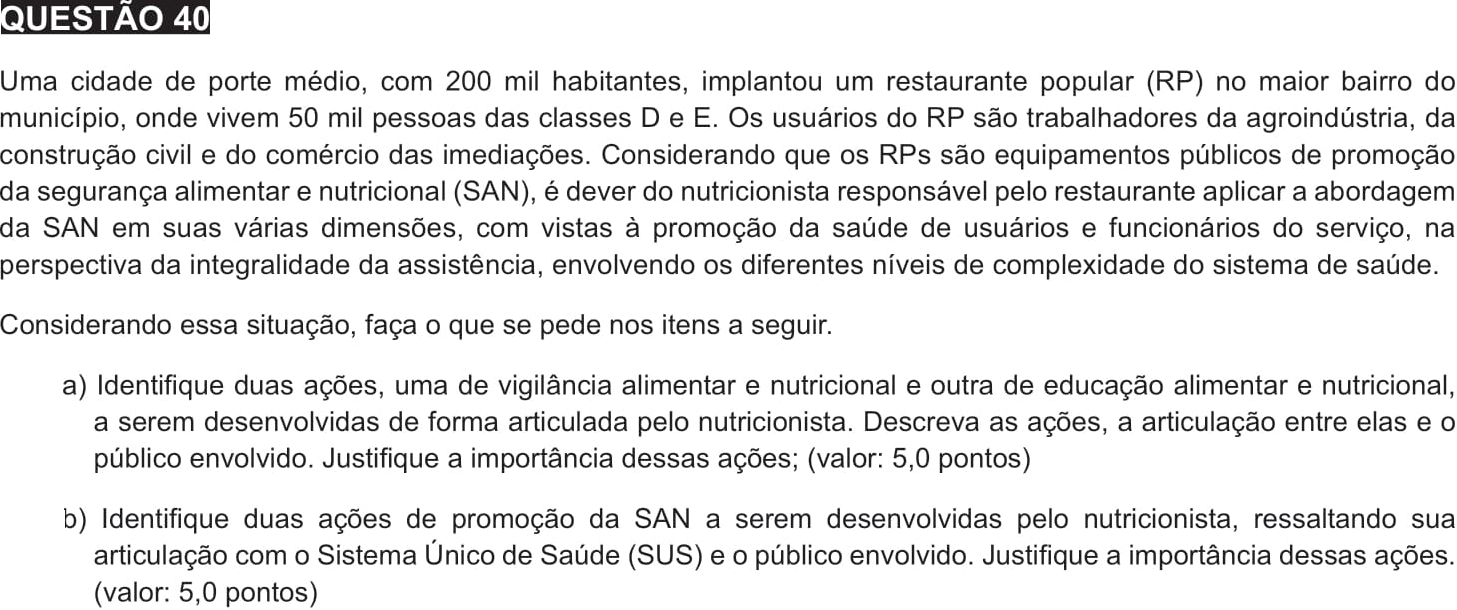 QUESTÃO 40
Uma cidade de porte médio, com 200 mil habitantes, implantou um restaurante popular (RP) no maior bairro do
município, onde vivem 50 mil pessoas das classes D e E. Os usuários do RP são trabalhadores da agroindústria, da
construção civil e do comércio das imediações. Considerando que os RPs são equipamentos públicos de promoção
da segurança alimentar e nutricional (SAN), é dever do nutricionista responsável pelo restaurante aplicar a abordagem
da SAN em suas várias dimensões, com vistas à promoção da saúde de usuários e funcionários do serviço, na
perspectiva da integralidade da assistência, envolvendo os diferentes níveis de complexidade do sistema de saúde.
Considerando essa situação, faça o que se pede nos itens a seguir.
a) Identifique duas ações, uma de vigilância alimentar e nutricional e outra de educação alimentar e nutricional,
a serem desenvolvidas de forma articulada pelo nutricionista. Descreva as ações, a articulação entre elas e o
público envolvido. Justifique a importância dessas ações; (valor: 5,0 pontos)
b) Identifique duas ações de promoção da SAN a serem desenvolvidas pelo nutricionista, ressaltando sua
articulação com o Sistema Único de Saúde (SUS) e o público envolvido. Justifique a importância dessas ações.
(valor: 5,0 pontos)